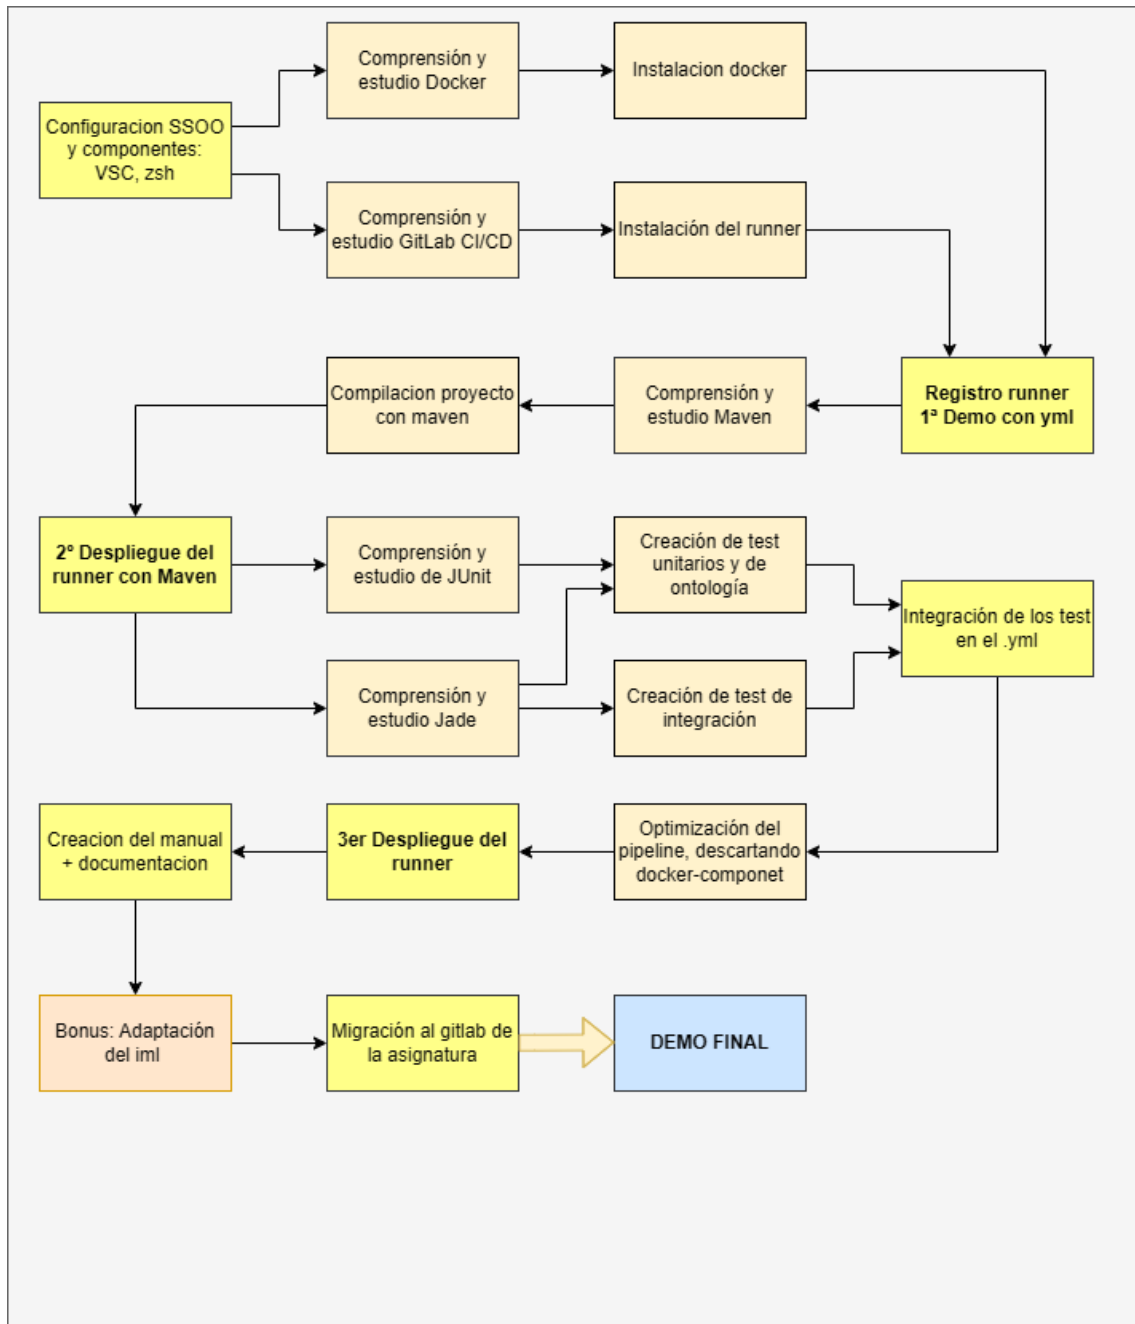 Comprensión y
estudio Docker
Instalacion docker
Configuracion SSOO
y componentes:
VSC, zsh
Comprensión y
estudio GitLab CI/CD
Instalación del runner
Compilacion proyecto
con maven
Comprensión y
estudio Maven
Registro runner
1ª Demo con yml
2º Despliegue del
runner con Maven
Comprensión y
estudio de JUnit
Creación de test
unitarios y de
ontología
Integración de los test
en el .yml
Comprensión y
estudio Jade
Creación de test de
integración
Creacion del manual
+ documentacion
3er Despliegue del
runner
Optimización del
pipeline, descartando
docker-componet
Bonus: Adaptación
del iml
Migración al gitlab de
la asignatura
DEMO FINAL